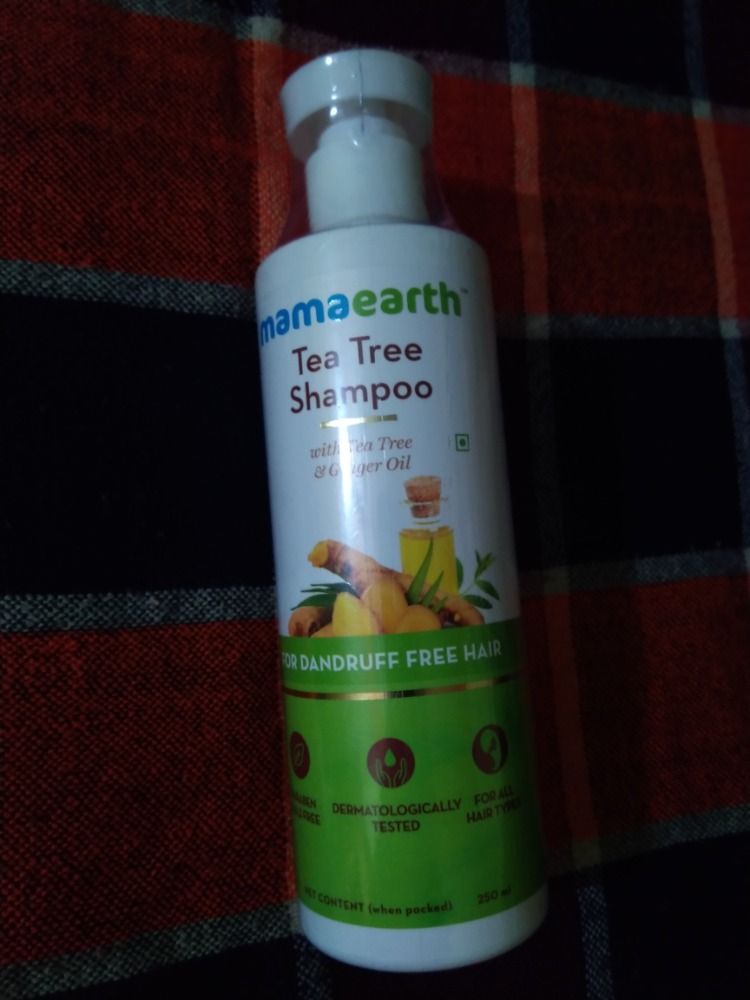 mamaearth™
Tea Tree
Shampoo
with Tea Tree
& Ginger Oil
FOR DANDRUFF FREE HAIR
DERMATOLOGICALLY
TESTED
FOR ALL
HAIR TYPES
FREE
NET CONTENT (when packed) 250 ml